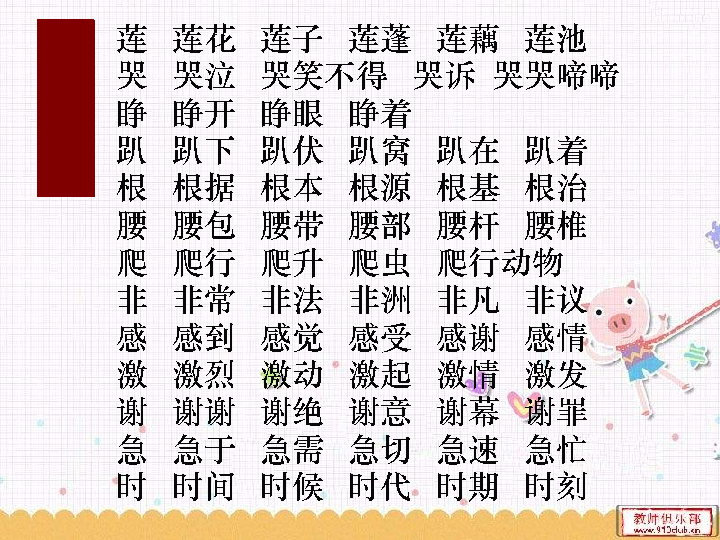 莲 莲花 莲子 莲蓬 莲藕 莲池
哭 哭泣 哭笑不得 哭诉 哭哭啼啼
睁 睁开 睁眼 睁着
趴 趴下 趴伏 趴窝 趴在 趴着
根 根据 根本 根源 根基 根治
腰 腰包 腰带 腰部 腰杆 腰椎
爬 爬行 爬升 爬虫 爬行动物
非 非常 非法 非洲 非凡 非议
感 感到 感觉 感受 感谢 感情
激 激烈 激动 激起 激情 激发
谢 谢谢 谢绝 谢意 谢幕 谢罪
急 急于 急需 急切 急速 急忙
时 时间 时候 时代 时期 时刻
教师俱乐部
www.910club.cn